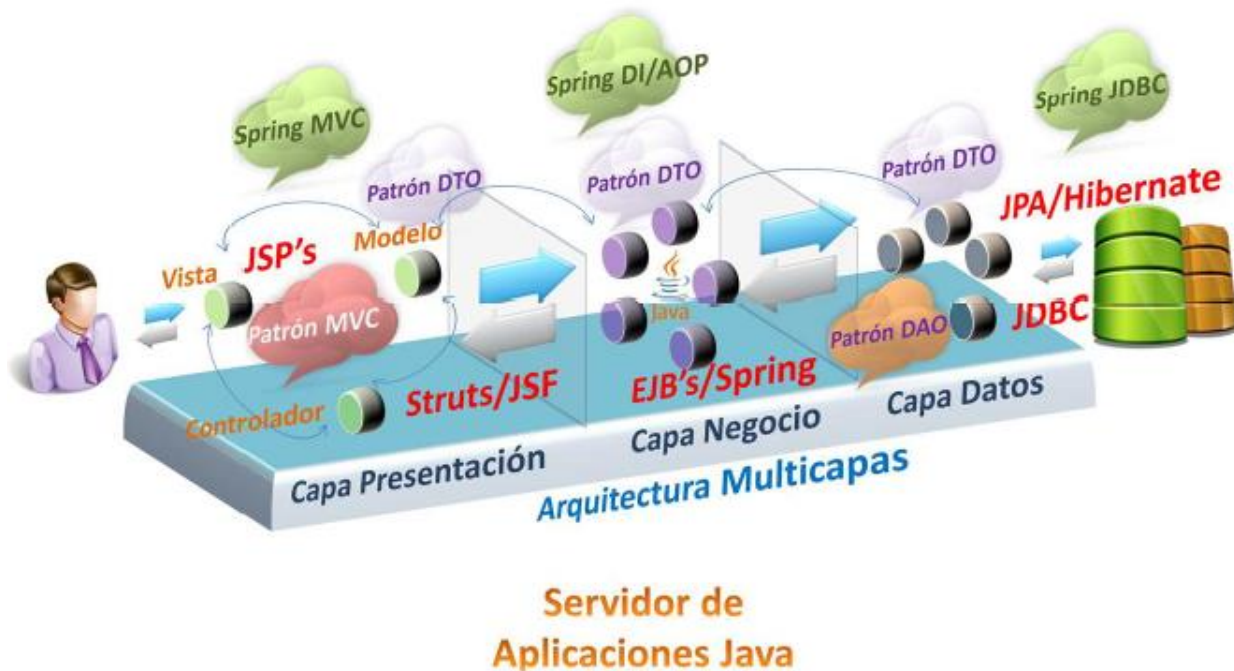 Spring MVC
Spring DI/AOP
Spring JDBC
Patrón DTO
Patrón DTO
Patrón DTO
JPA/Hibernate
Vista
JSP's
Modelo
Patrón MVC
Java
Patrón DAO
JDBC
Controlador
Struts/JSF
EJB's/Spring
Capa Presentación
Capa Negocio
Capa Datos
Arquitectura Multicapas
Servidor de
Aplicaciones Java